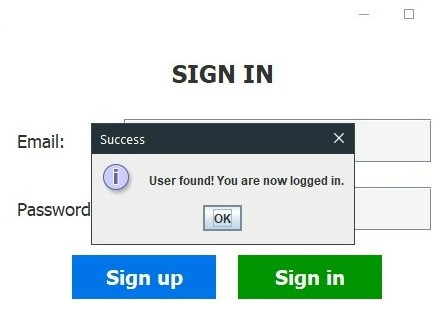 SIGN IN
Email:
Success
User found! You are now logged in.
OK
Password
Sign up
Sign in